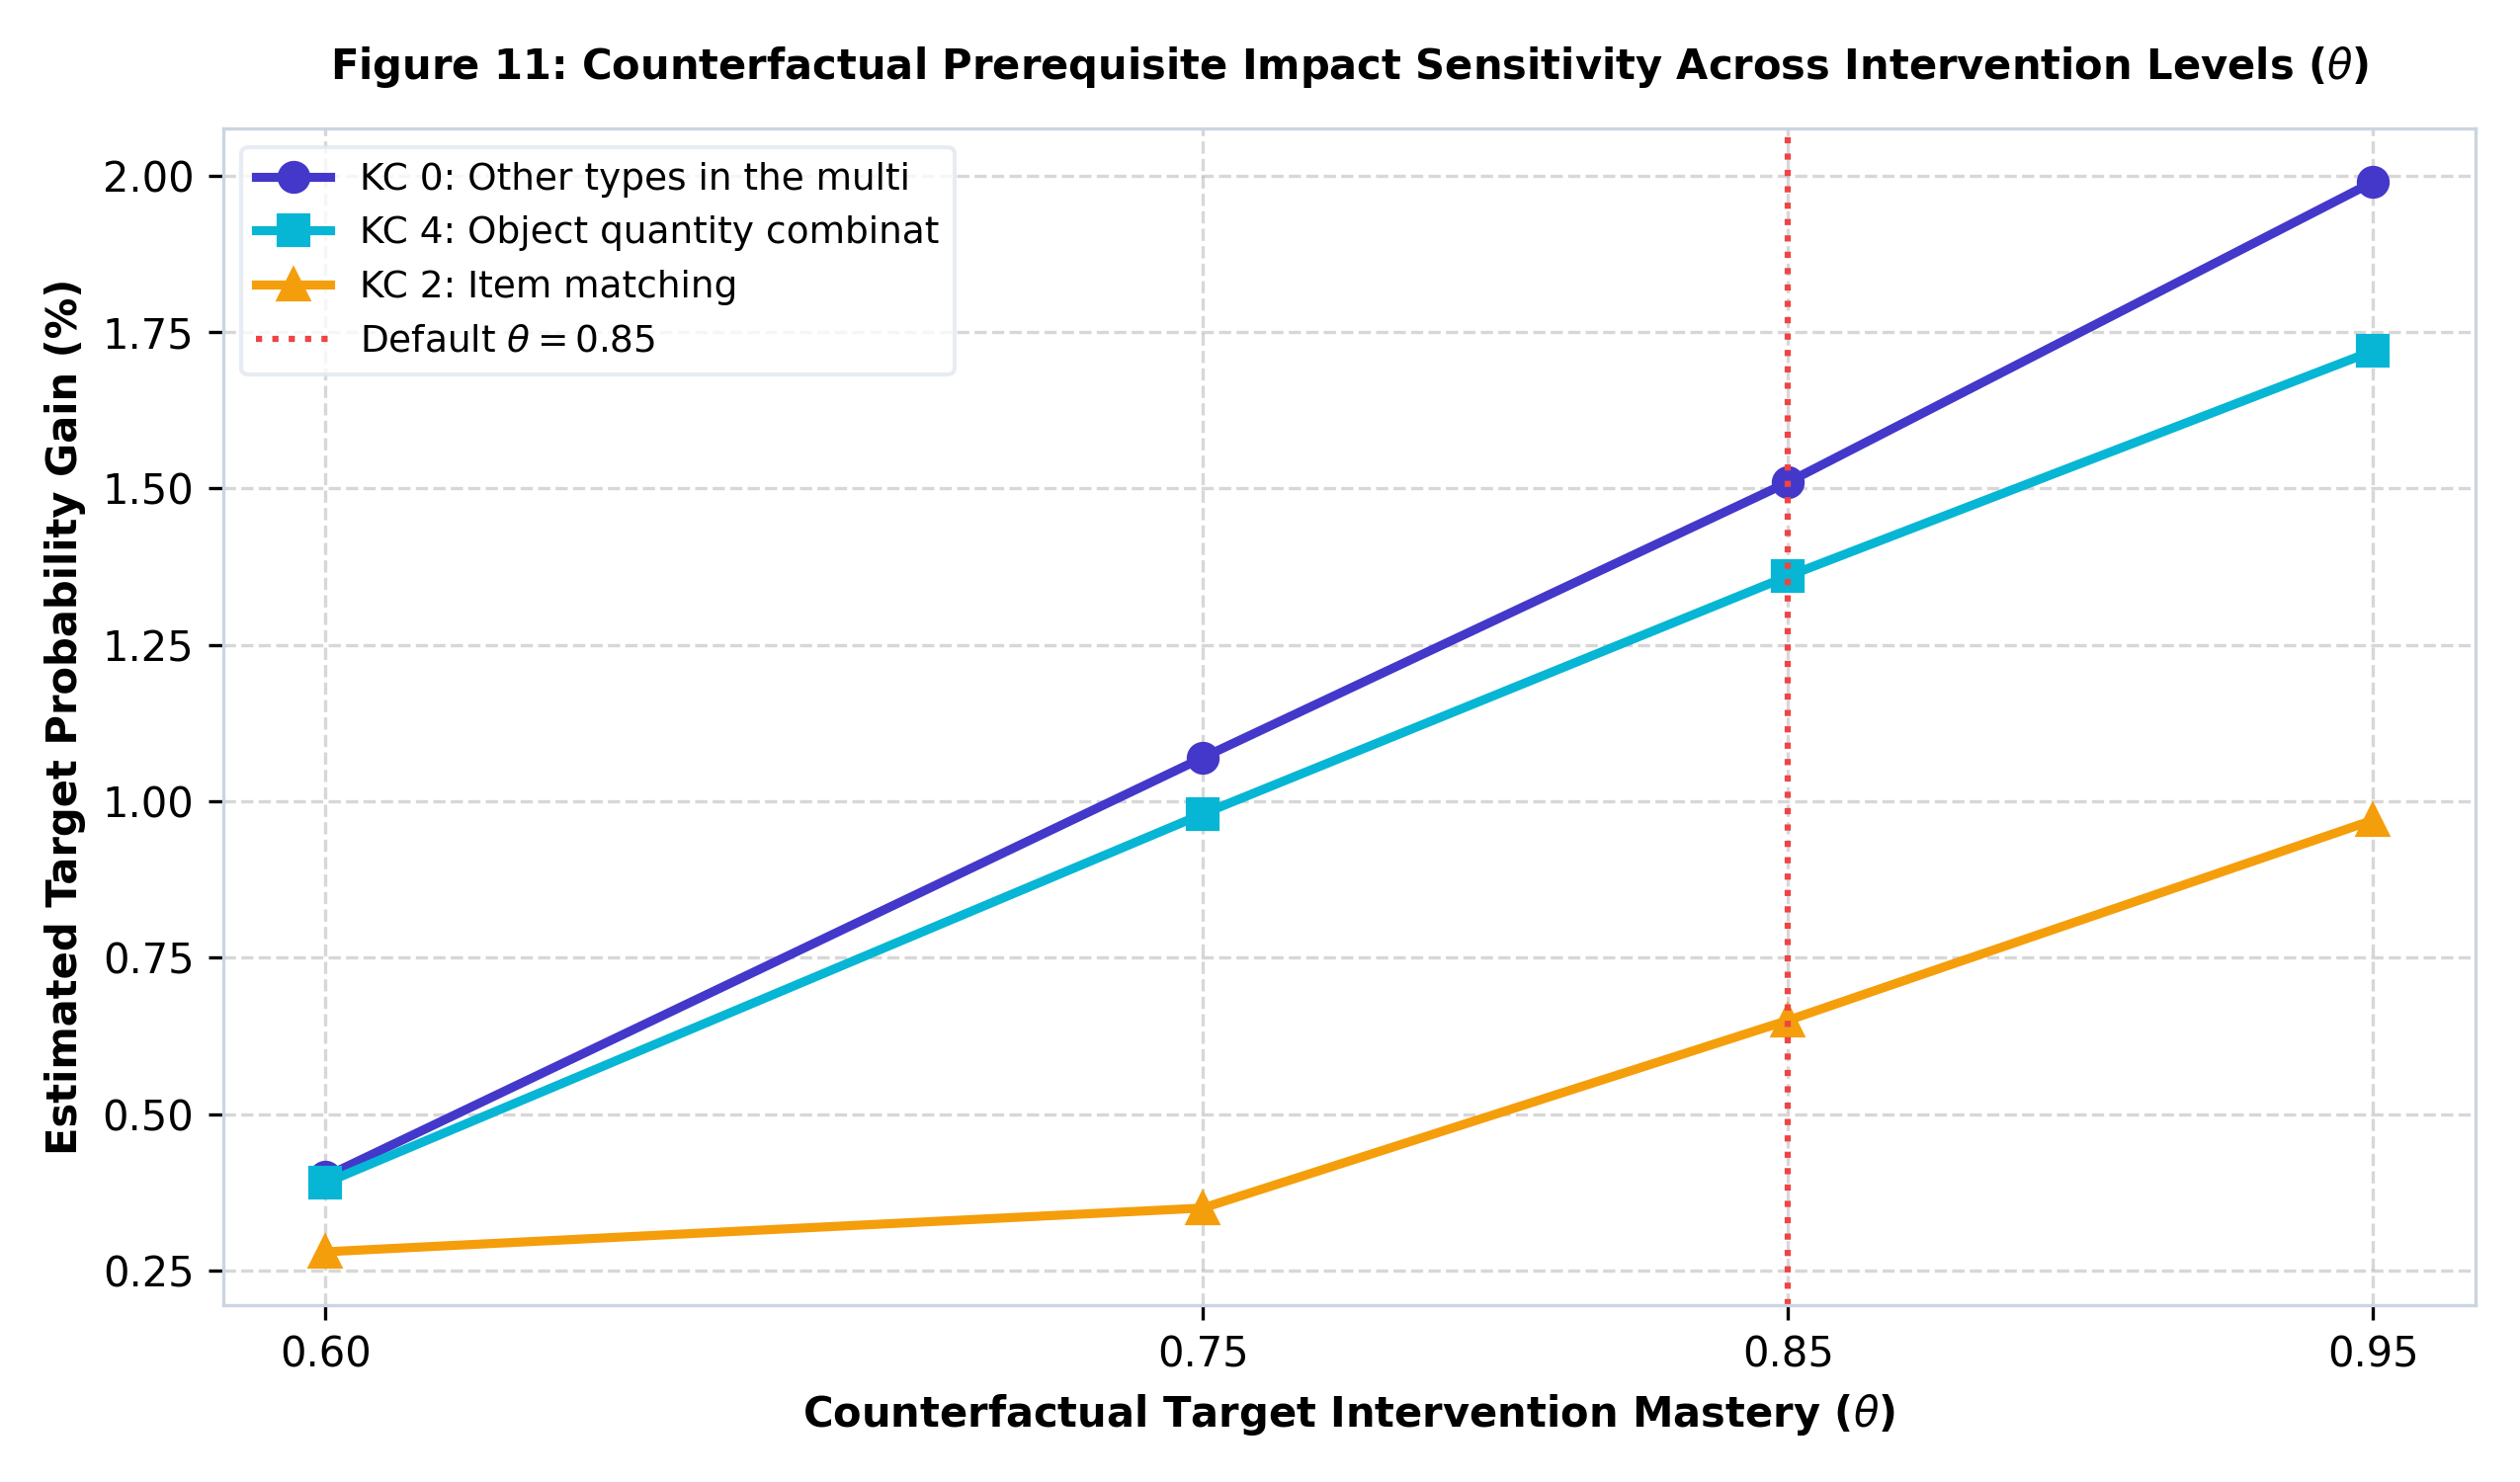 Figure 11: Counterfactual Prerequisite Impact Sensitivity Across Intervention Levels (θ)
KC 0: Other types in the multi
KC 4: Object quantity combinat
KC 2: Item matching
Default θ = 0.85
Estimated Target Probability Gain (%)
2.00
1.75
1.50
1.25
1.00
0.75
0.50
0.25
0.60 0.75 0.85 0.95
Counterfactual Target Intervention Mastery (θ)